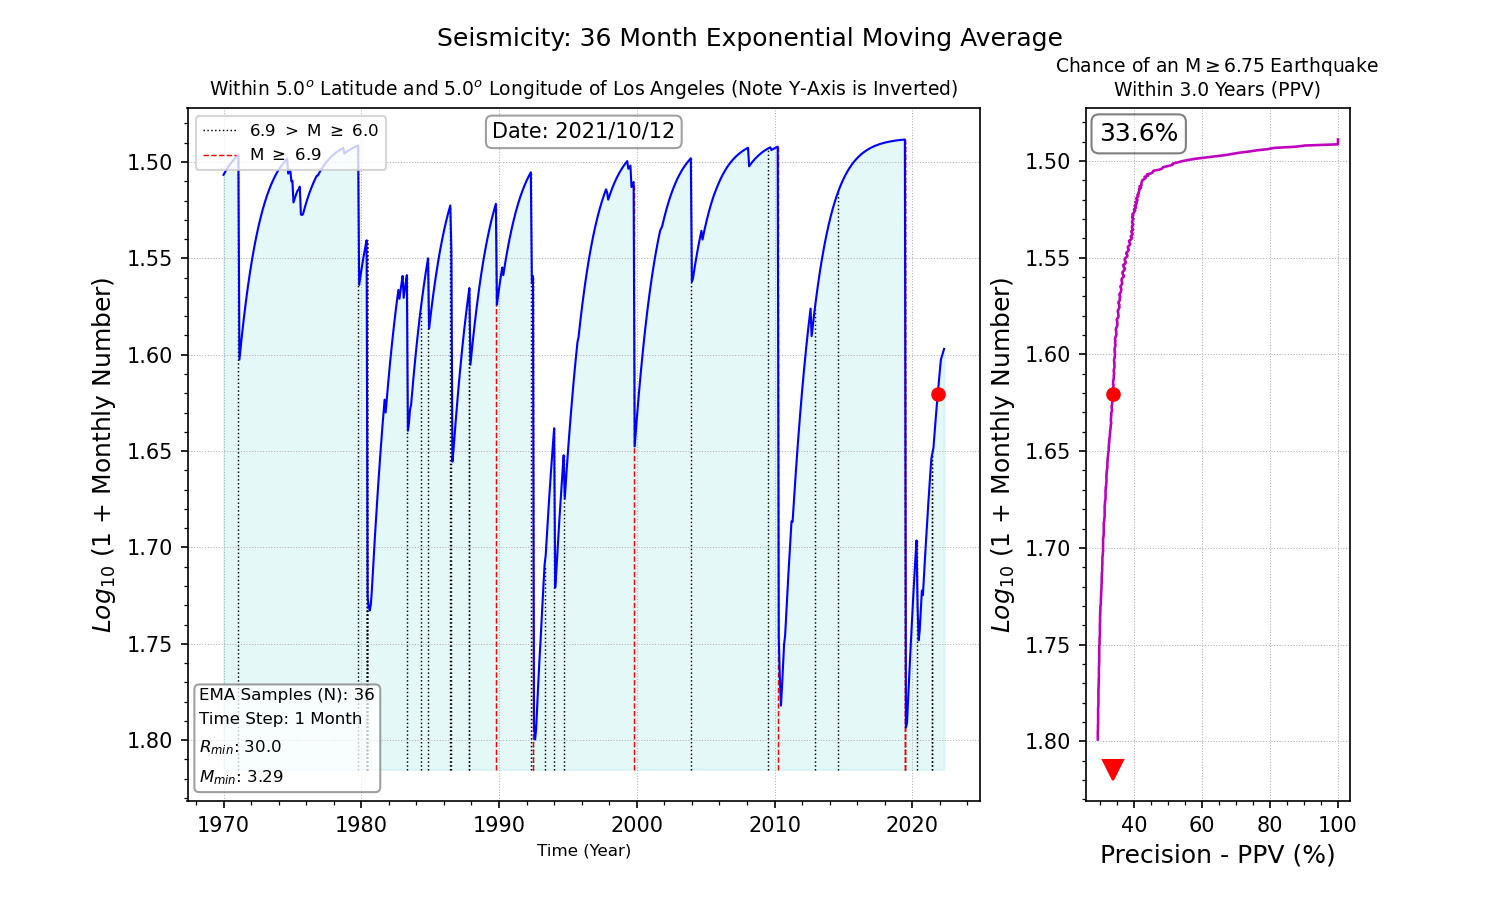 Seismicity: 36 Month Exponential Moving Average
Within 5.0° Latitude and 5.0° Longitude of Los Angeles (Note Y-Axis is Inverted)
6.9 > M ≥ 6.0
M ≥ 6.9
Date: 2021/10/12
1.50
1.55
1.60
1.65
1.70
1.75
1.80
Log10 (1 + Monthly Number)
EMA Samples (N): 36
Time Step: 1 Month
Rmin: 30.0
Mmin: 3.29
1970 1980 1990 2000 2010 2020
Time (Year)
Chance of an M ≥ 6.75 Earthquake
Within 3.0 Years (PPV)
33.6%
1.50
1.55
1.60
1.65
1.70
1.75
1.80
Log10 (1 + Monthly Number)
40 60 80 100
Precision - PPV (%)